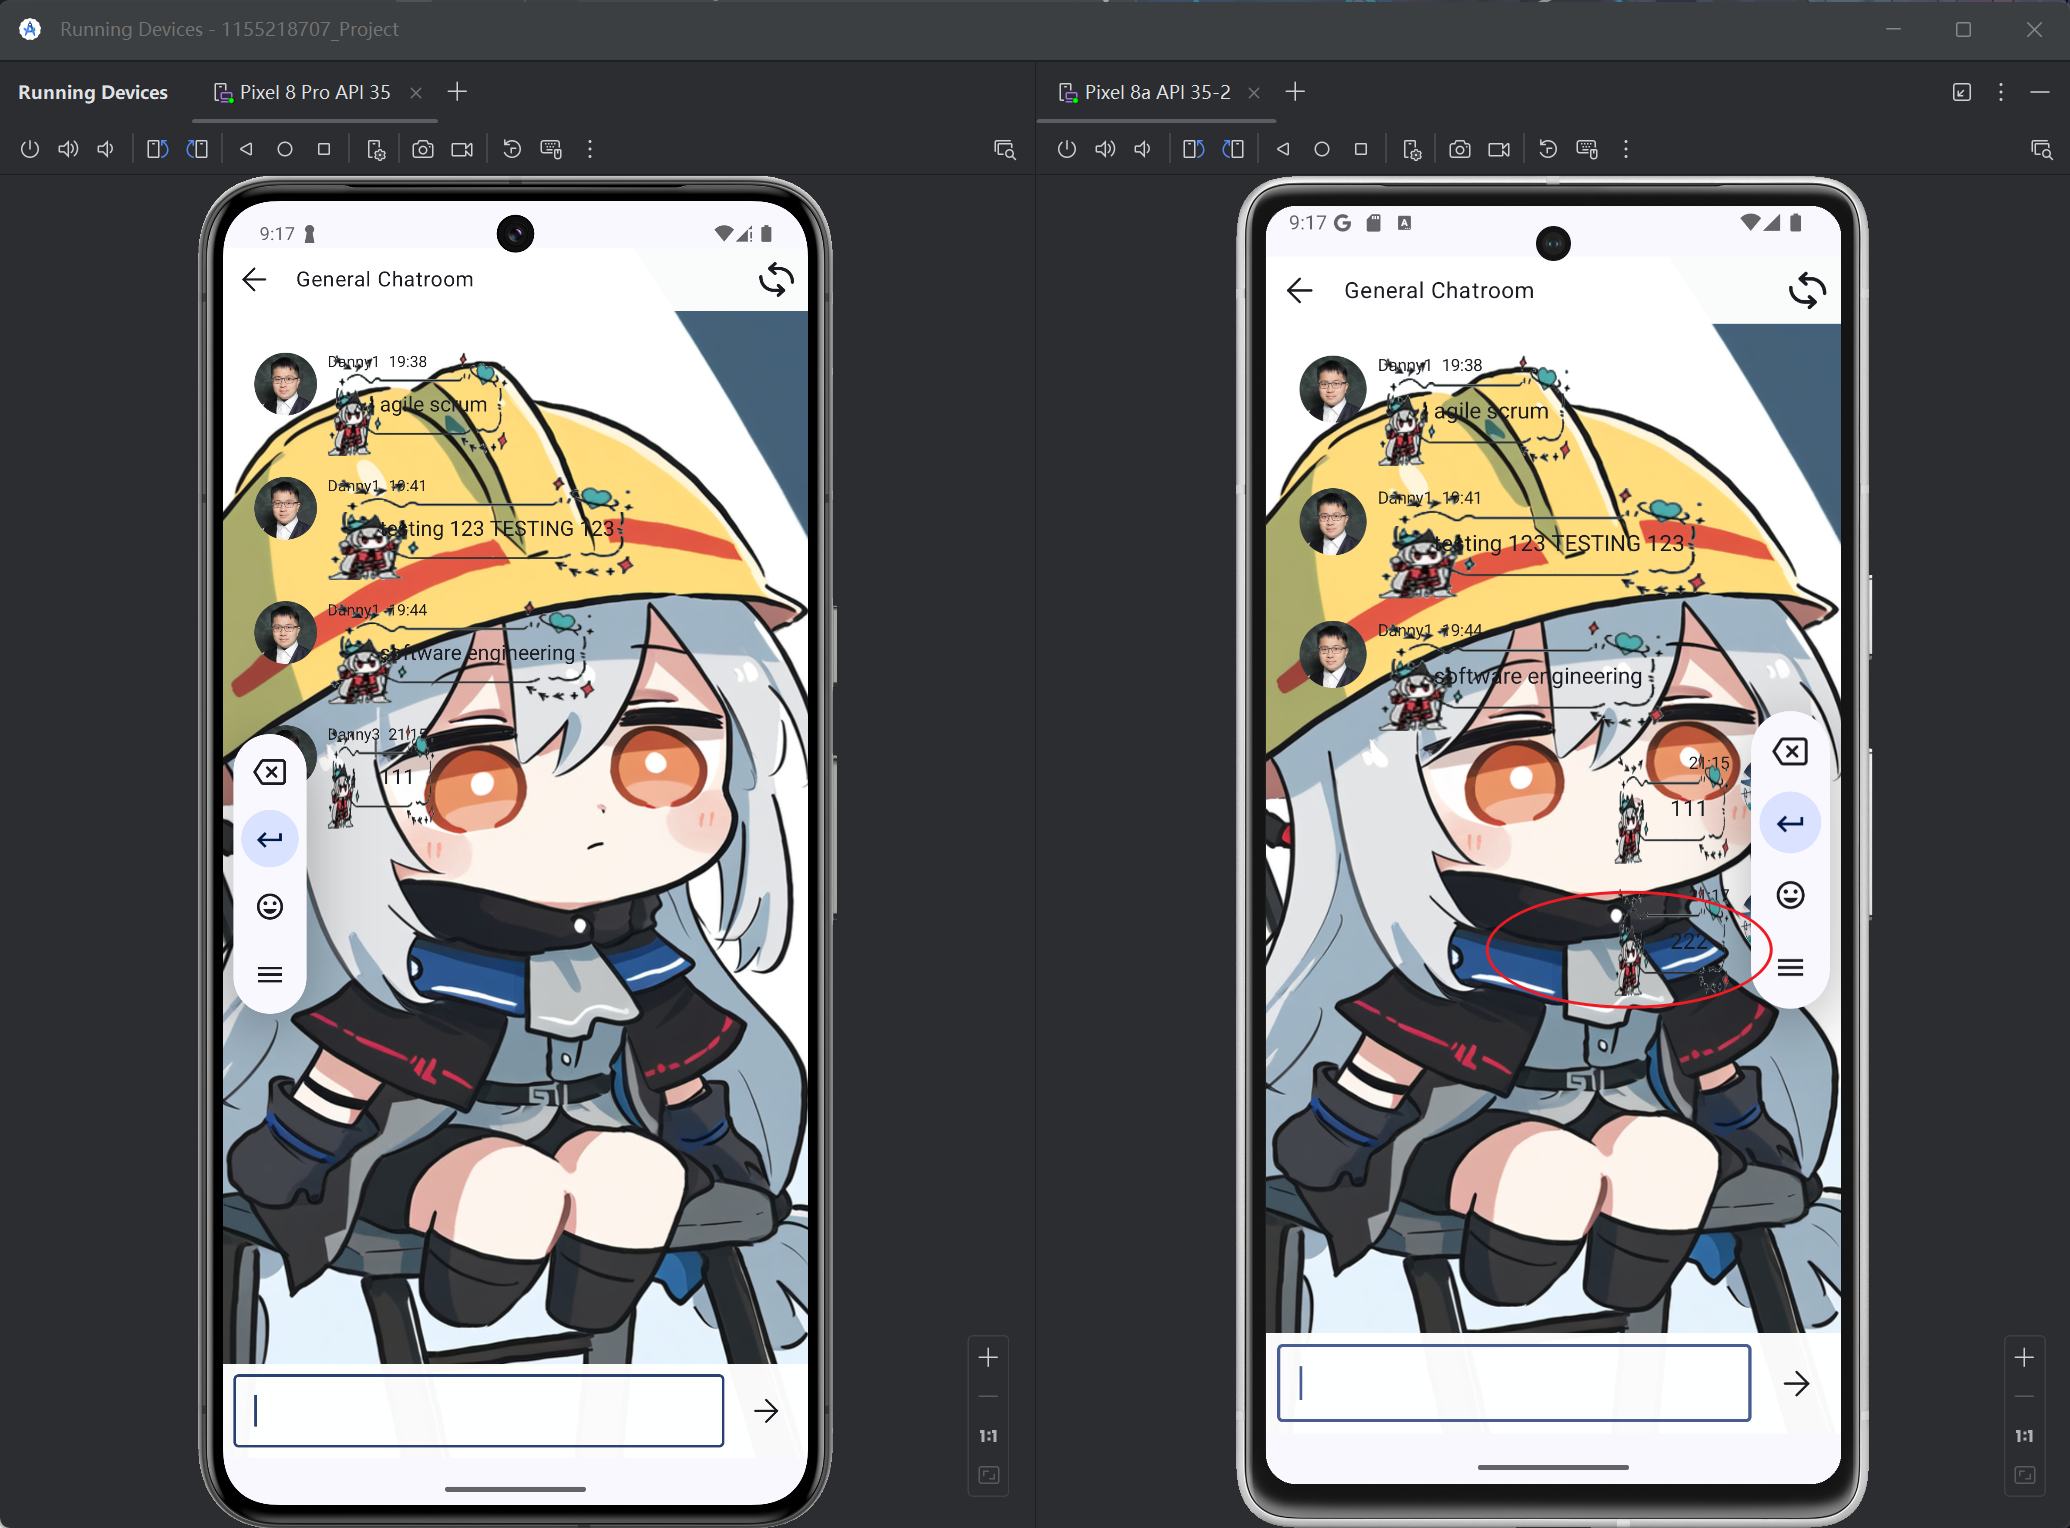 Running Devices - 1155218707_Project
Running Devices
Pixel 8 Pro API 35
Pixel 8a API 35-2
9:17
General Chatroom
Danny1 19:38
agile scrum
Danny1 19:41
testing 123 TESTING 123
Danny1 19:44
software engineering
Danny3 21:15
111
1:1
9:17
General Chatroom
Danny1 19:38
agile scrum
Danny1 19:41
testing 123 TESTING 123
Danny1 19:44
software engineering
21:15
111
21:17
222
1:1